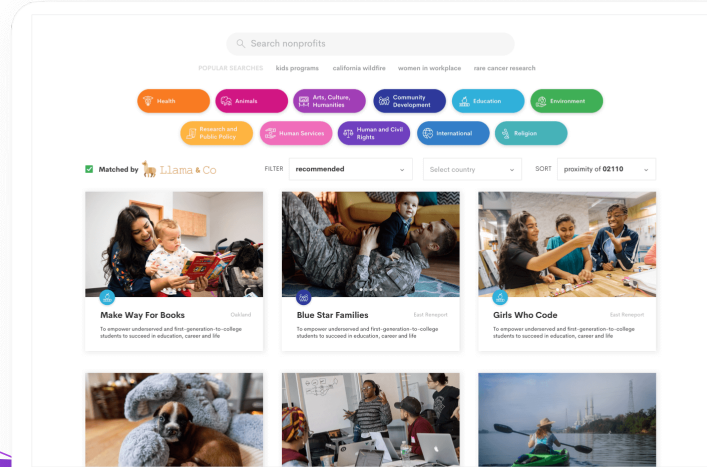 Search nonprofits
POPULAR SEARCHES kids programs california wildfire women in workplace rare cancer research
Health
Animals
Arts, Culture,
Humanities
Community
Development
Education
Environment
Research and
Public Policy
Human Services
Human and Civil
Rights
International
Religion
Matched by Llama & Co
FILTER recommended
Select country
SORT proximity of 02110
Make Way For Books Oakland
To empower underserved and first-generation-to-college
students to succeed in education, career and life
Blue Star Families East Reneport
To empower underserved and first-generation-to-college
students to succeed in education, career and life
Girls Who Code East Reneport
To empower underserved and first-generation-to-college
students to succeed in education, career and life